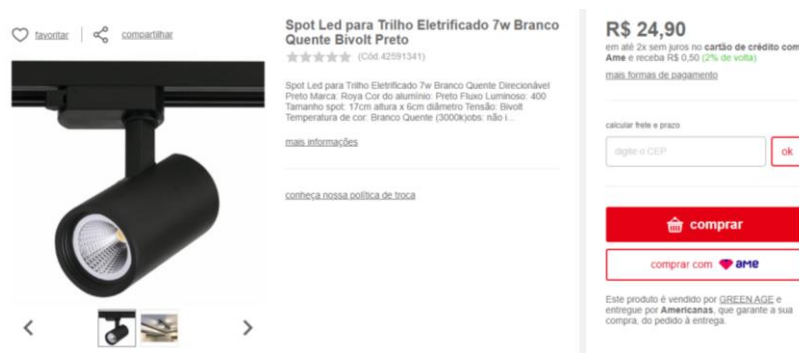 favoritar
compartilhar
Spot Led para Trilho Eletrificado 7w Branco
Quente Bivolt Preto
(Cód.42591341)
Spot Led para Trilho Eletrificado 7w Branco Quente Direcionável
Preto Marca: Roya Cor do alumínio: Preto Fluxo Luminoso: 400
Tamanho spot: 17cm altura x 6cm diâmetro Tensão: Bivolt
Temperatura de cor: Branco Quente (3000k)obs: não i...
mais informações
conheça nossa política de troca
R$ 24,90
em até 2x sem juros no cartão de crédito com
Ame e receba R$ 0,50 (2% de volta)
mais formas de pagamento
calcular frete e prazo
digite o CEP
ok
comprar
comprar com ame
Este produto é vendido por GREEN AGE e
entregue por Americanas, que garante a sua
compra, do pedido à entrega.